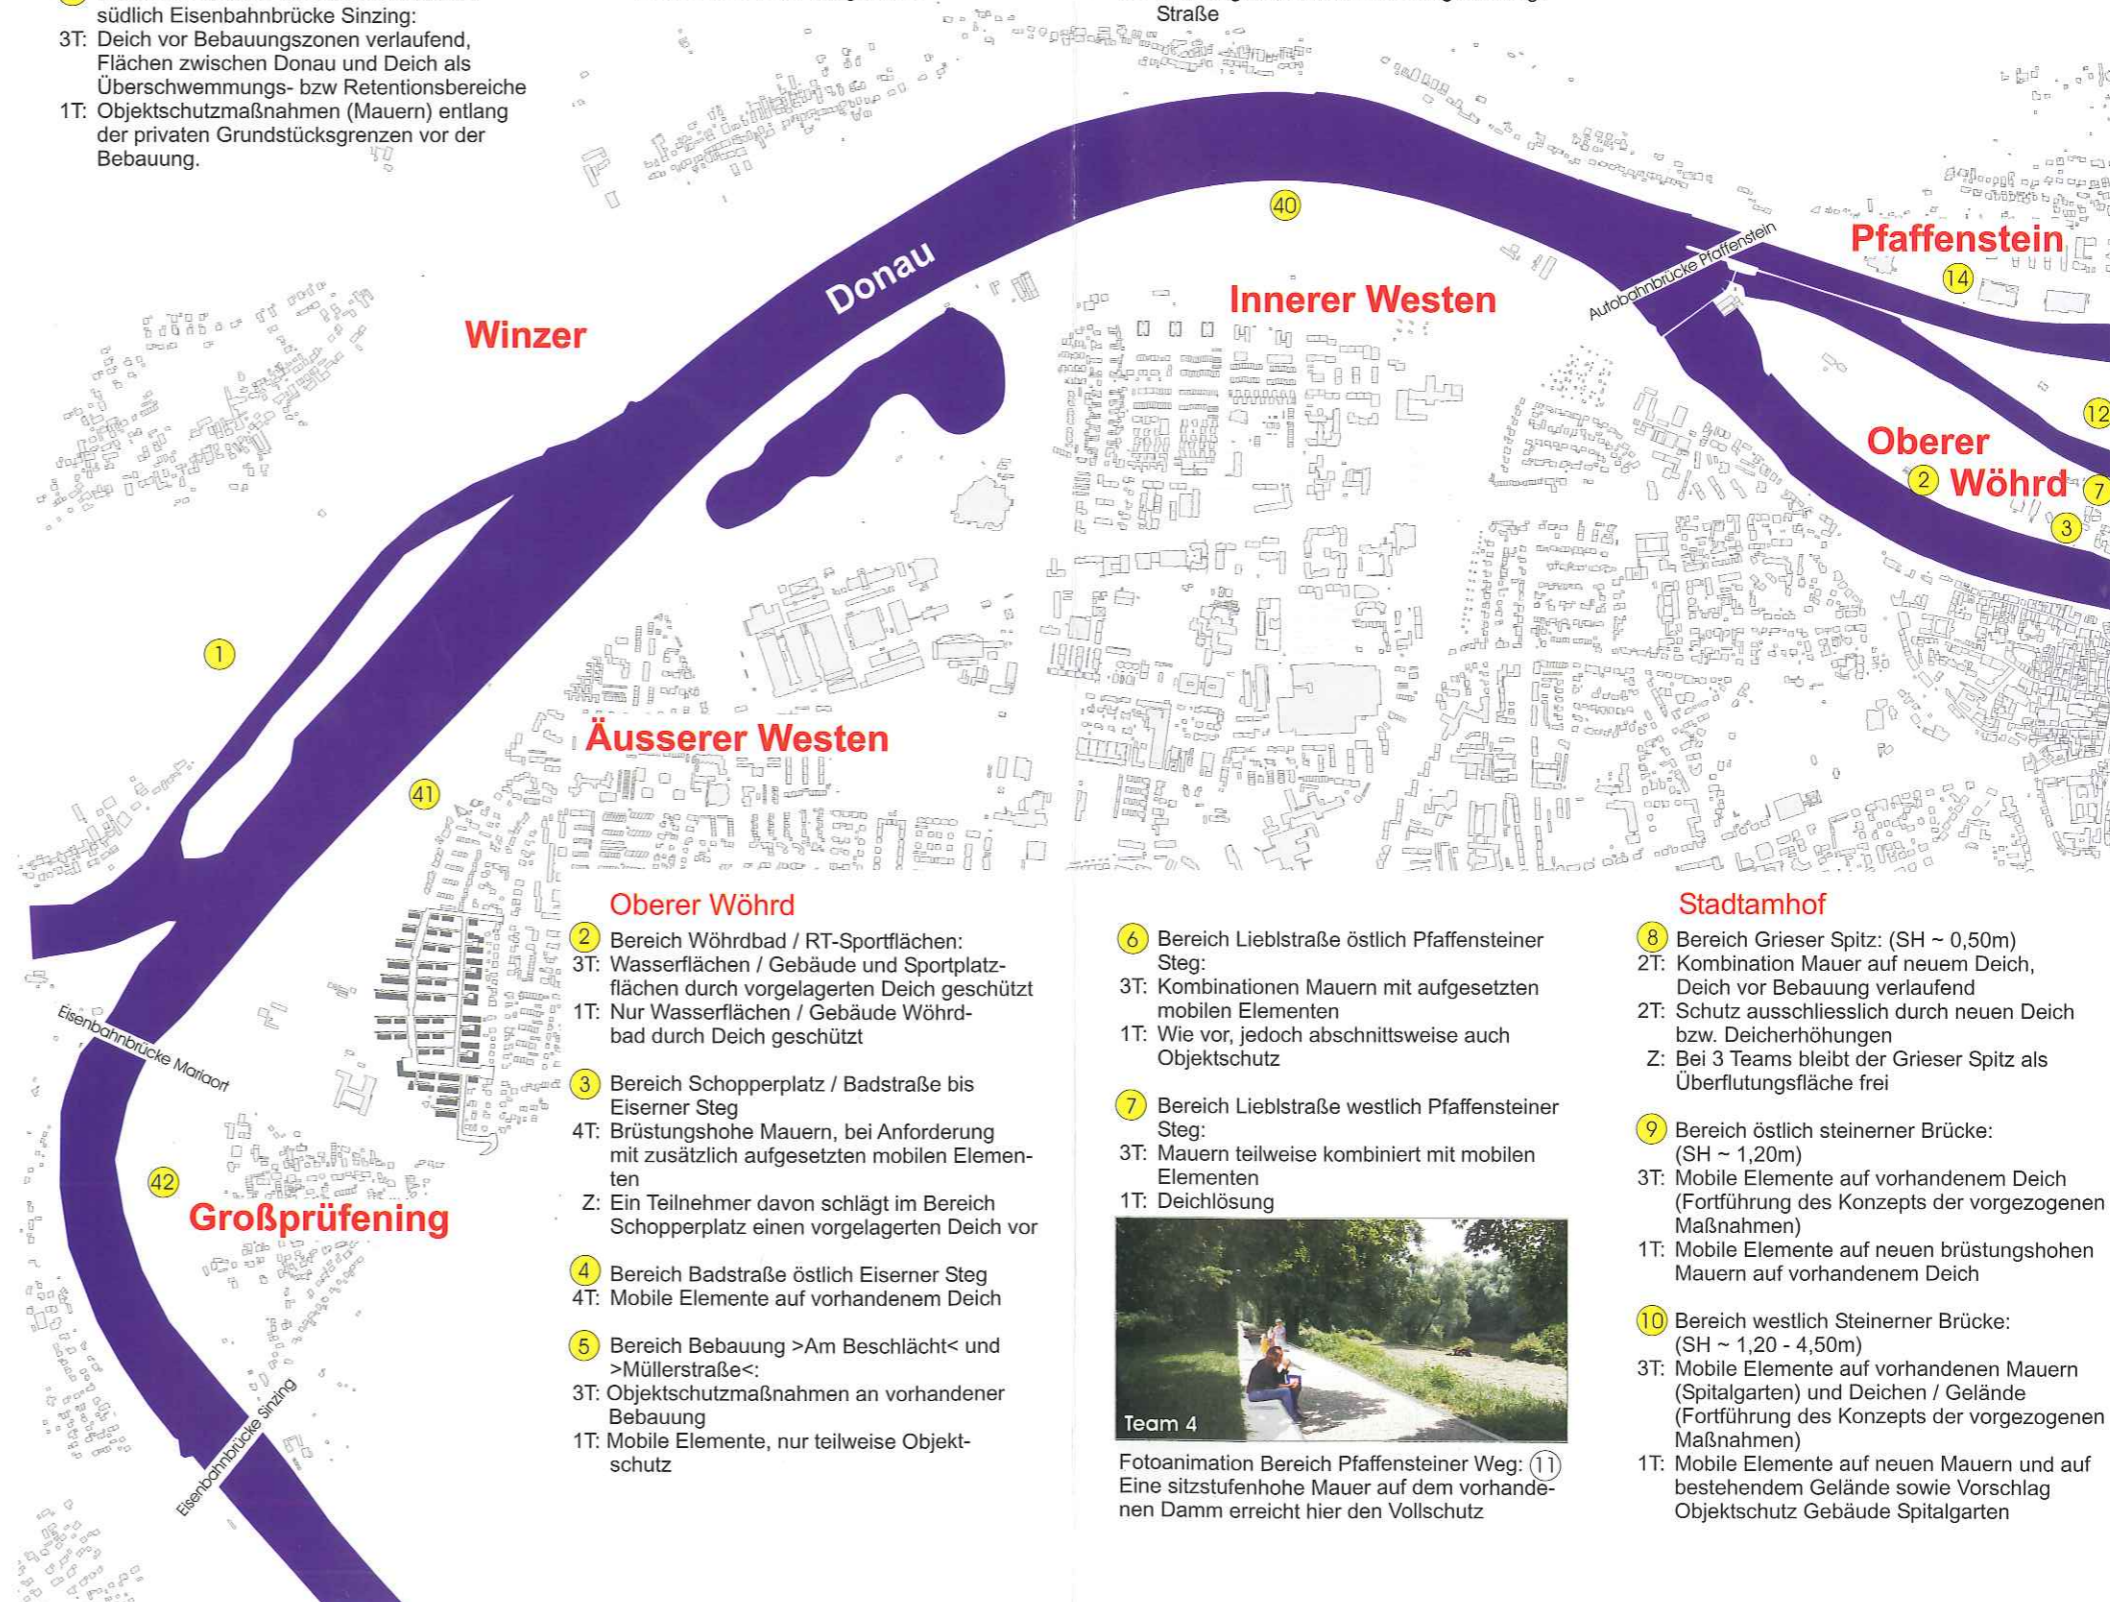 südlich Eisenbahnbrücke Sinzing:
3T: Deich vor Bebauungszonen verlaufend,
Flächen zwischen Donau und Deich als
Überschwemmungs- bzw Retentionsbereiche
1T: Objektschutzmaßnahmen (Mauern) entlang
der privaten Grundstücksgrenzen vor der
Bebauung.
Straße
40
Donau
Winzer
Innerer Westen
Autobahnbrücke Pfaffenstein
Pfaffenstein
14
12
Oberer
2 Wöhrd 7
3
1
Äusserer Westen
41
Eisenbahnbrücke Mariaort
42
Großprüfening
Eisenbahnbrücke Sinzing
Oberer Wöhrd
2 Bereich Wöhrdbad / RT-Sportflächen:
3T: Wasserflächen / Gebäude und Sportplatz-
flächen durch vorgelagerten Deich geschützt
1T: Nur Wasserflächen / Gebäude Wöhrd-
bad durch Deich geschützt
3 Bereich Schopperplatz / Badstraße bis
Eiserner Steg
4T: Brüstungshohe Mauern, bei Anforderung
mit zusätzlich aufgesetzten mobilen Elemen-
ten
Z: Ein Teilnehmer davon schlägt im Bereich
Schopperplatz einen vorgelagerten Deich vor
4 Bereich Badstraße östlich Eiserner Steg
4T: Mobile Elemente auf vorhandenem Deich
5 Bereich Bebauung >Am Beschlächt< und
>Müllerstraße<:
3T: Objektschutzmaßnahmen an vorhandener
Bebauung
1T: Mobile Elemente, nur teilweise Objekt-
schutz
6 Bereich Lieblstraße östlich Pfaffensteiner
Steg:
3T: Kombinationen Mauern mit aufgesetzten
mobilen Elementen
1T: Wie vor, jedoch abschnittsweise auch
Objektschutz
7 Bereich Lieblstraße westlich Pfaffensteiner
Steg:
3T: Mauern teilweise kombiniert mit mobilen
Elementen
1T: Deichlösung
Team 4
Fotoanimation Bereich Pfaffensteiner Weg: 11
Eine sitzstufenhohe Mauer auf dem vorhande-
nen Damm erreicht hier den Vollschutz
Stadtamhof
8 Bereich Grieser Spitz: (SH ~ 0,50m)
2T: Kombination Mauer auf neuem Deich,
Deich vor Bebauung verlaufend
2T: Schutz ausschliesslich durch neuen Deich
bzw. Deicherhöhungen
Z: Bei 3 Teams bleibt der Grieser Spitz als
Überflutungsfläche frei
9 Bereich östlich steinerner Brücke:
(SH ~ 1,20m)
3T: Mobile Elemente auf vorhandenem Deich
(Fortführung des Konzepts der vorgezogenen
Maßnahmen)
1T: Mobile Elemente auf neuen brüstungshohen
Mauern auf vorhandenem Deich
10 Bereich westlich Steinerner Brücke:
(SH ~ 1,20 - 4,50m)
3T: Mobile Elemente auf vorhandenen Mauern
(Spitalgarten) und Deichen / Gelände
(Fortführung des Konzepts der vorgezogenen
Maßnahmen)
1T: Mobile Elemente auf neuen Mauern und auf
bestehendem Gelände sowie Vorschlag
Objektschutz Gebäude Spitalgarten